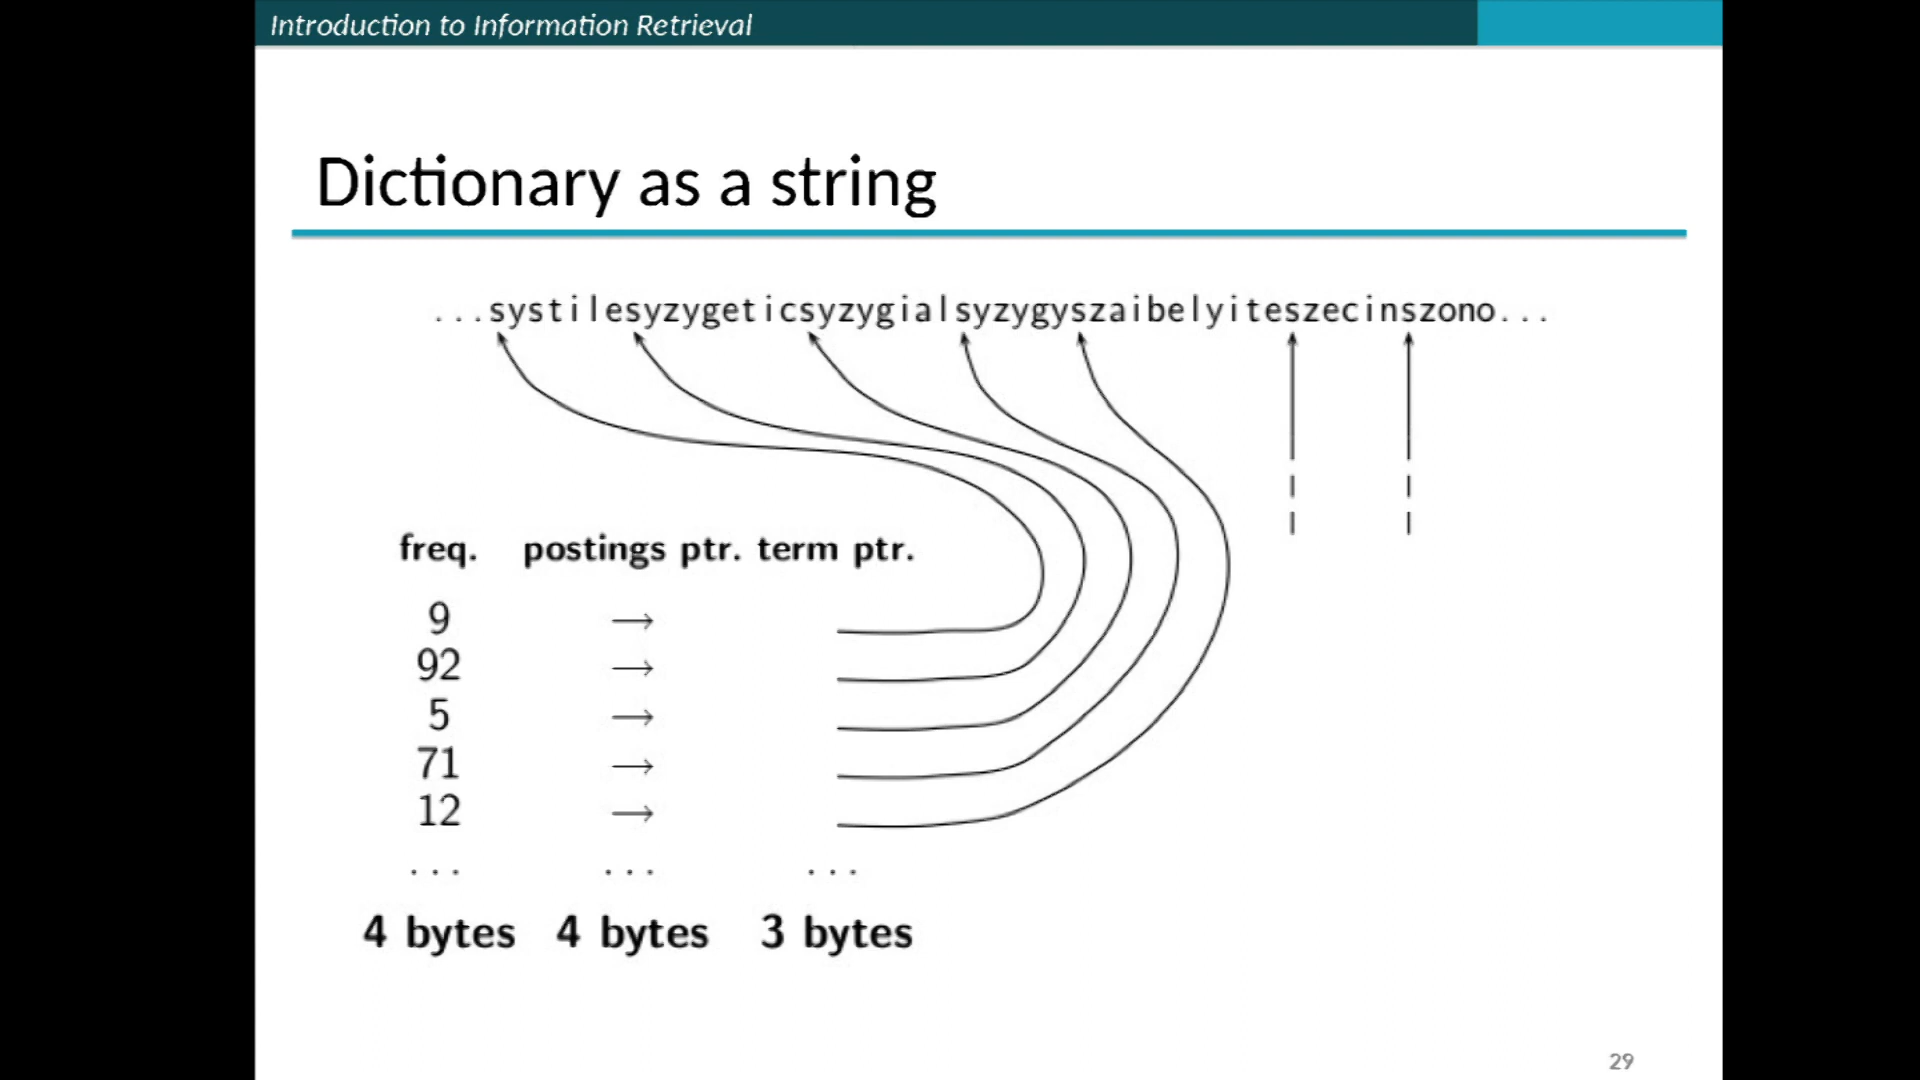 Introduction to Information Retrieval
Dictionary as a string
...systilesyzygeticsyzygialsyzygyszaibelyiteszecinszono...
freq. postings ptr. term ptr.
9 →
92 →
5 →
71 →
12 →
... ... ...
4 bytes 4 bytes 3 bytes
29